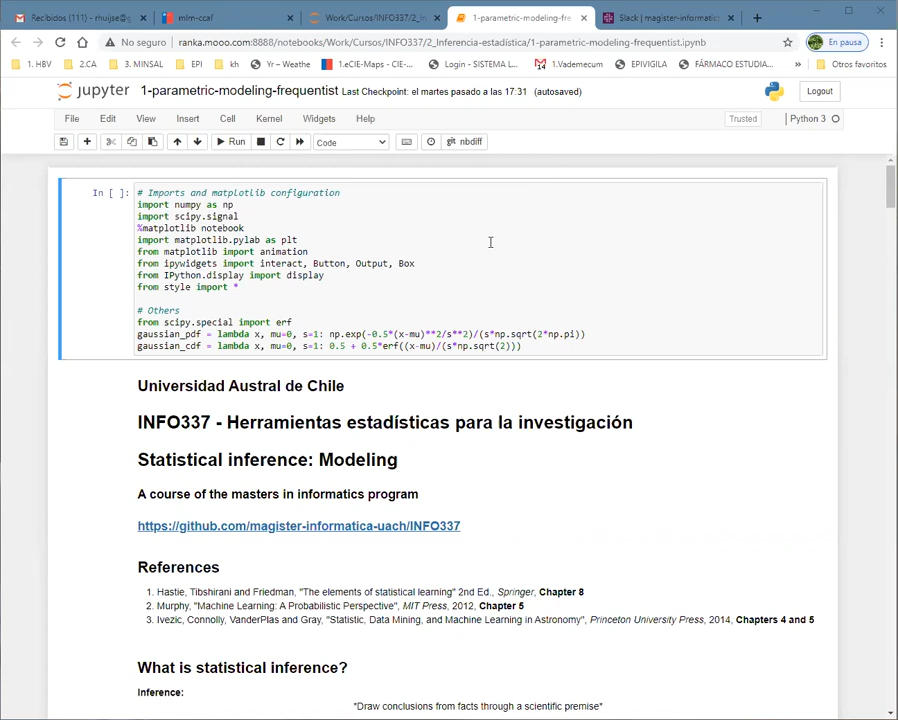 Recibidos (111) - rhuijse@g
mlm-ccaf
Work/Cursos/INFO337/2_In
1-parametric-modeling-fre
Slack | magister-informatic
No seguro | ranka.mooo.com:8888/notebooks/Work/Cursos/INFO337/2_Inferencia-estadística/1-parametric-modeling-frequentist.ipynb
En pausa
1. HBV
2.CA
3. MINSAL
EPI
kh
Yr – Weathe
1.eCIE-Maps - CIE-...
Login - SISTEMA L...
1.Vademecum
EPIVIGILA
FÁRMACO ESTUDIA...
»
Otros favoritos
jupyter 1-parametric-modeling-frequentist Last Checkpoint: el martes pasado a las 17:31 (autosaved)
Logout
File Edit View Insert Cell Kernel Widgets Help
Trusted
Python 3
Run
Code
git nbdiff
In [ ]: # Imports and matplotlib configuration
import numpy as np
import scipy.signal
%matplotlib notebook
import matplotlib.pylab as plt
from matplotlib import animation
from ipywidgets import interact, Button, Output, Box
from IPython.display import display
from style import *
# Others
from scipy.special import erf
gaussian_pdf = lambda x, mu=0, s=1: np.exp(-0.5*(x-mu)**2/s**2)/(s*np.sqrt(2*np.pi))
gaussian_cdf = lambda x, mu=0, s=1: 0.5 + 0.5*erf((x-mu)/(s*np.sqrt(2)))
Universidad Austral de Chile
INFO337 - Herramientas estadísticas para la investigación
Statistical inference: Modeling
A course of the masters in informatics program
https://github.com/magister-informatica-uach/INFO337
References
1. Hastie, Tibshirani and Friedman, "The elements of statistical learning" 2nd Ed., Springer, Chapter 8
2. Murphy, "Machine Learning: A Probabilistic Perspective", MIT Press, 2012, Chapter 5
3. Ivezic, Connolly, VanderPlas and Gray, "Statistic, Data Mining, and Machine Learning in Astronomy", Princeton University Press, 2014, Chapters 4 and 5
What is statistical inference?
Inference:
"Draw conclusions from facts through a scientific premise"